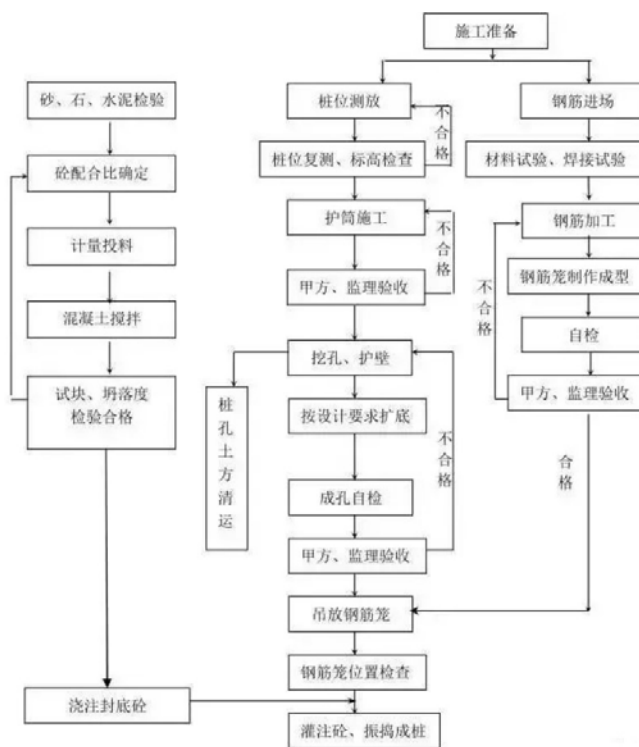 施工准备
砂、石、水泥检验
桩位测放
钢筋进场
不合格
桩位复测、标高检查
材料试验、焊接试验
砼配合比确定
护筒施工
钢筋加工
不合格
计量投料
钢筋笼制作成型
甲方、监理验收
不合格
混凝土搅拌
自检
挖孔、护壁
试块、坍落度
检验合格
甲方、监理验收
桩孔土方清运
按设计要求扩底
不合格
合格
成孔自检
甲方、监理验收
吊放钢筋笼
钢筋笼位置检查
浇注封底砼
灌注砼、振捣成桩